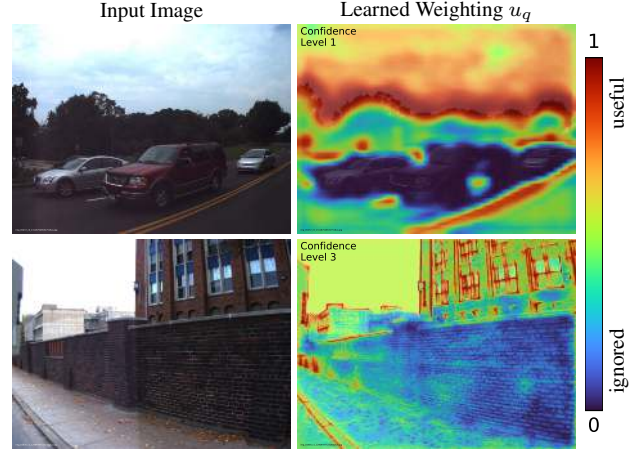 Input Image
Learned Weighting u_q
Confidence
Level 1
1
useful
Confidence
Level 3
ignored
0